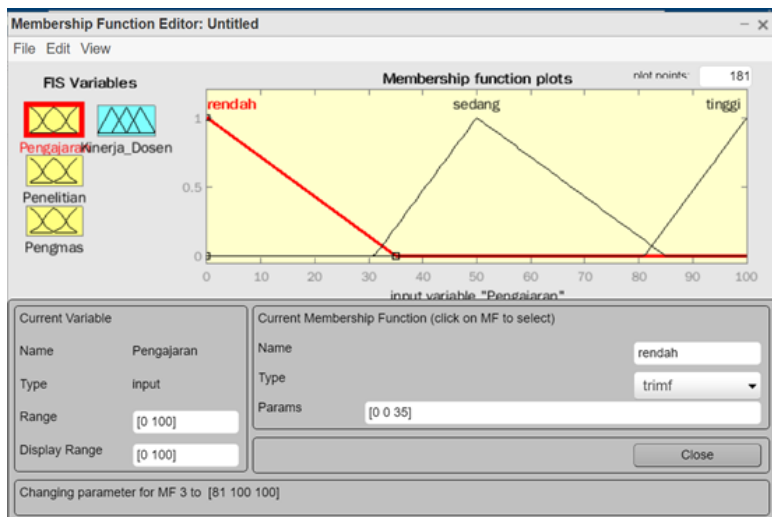 Membership Function Editor: Untitled
File Edit View
FIS Variables
Pengajaran
Kinerja_Dosen
Penelitian
Pengmas
Membership function plots
plot points:
181
rendah
sedang
tinggi
1
0.5
0
0 10 20 30 40 50 60 70 80 90 100
input variable "Pengajaran"
Current Variable
Name Pengajaran
Type input
Range [0 100]
Display Range [0 100]
Current Membership Function (click on MF to select)
Name rendah
Type trimf
Params [0 0 35]
Close
Changing parameter for MF 3 to [81 100 100]